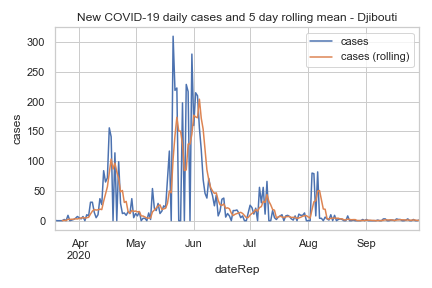 New COVID-19 daily cases and 5 day rolling mean - Djibouti
cases
cases (rolling)
300
250
200
150
100
50
0
cases
Apr
2020
May
Jun
Jul
Aug
Sep
dateRep